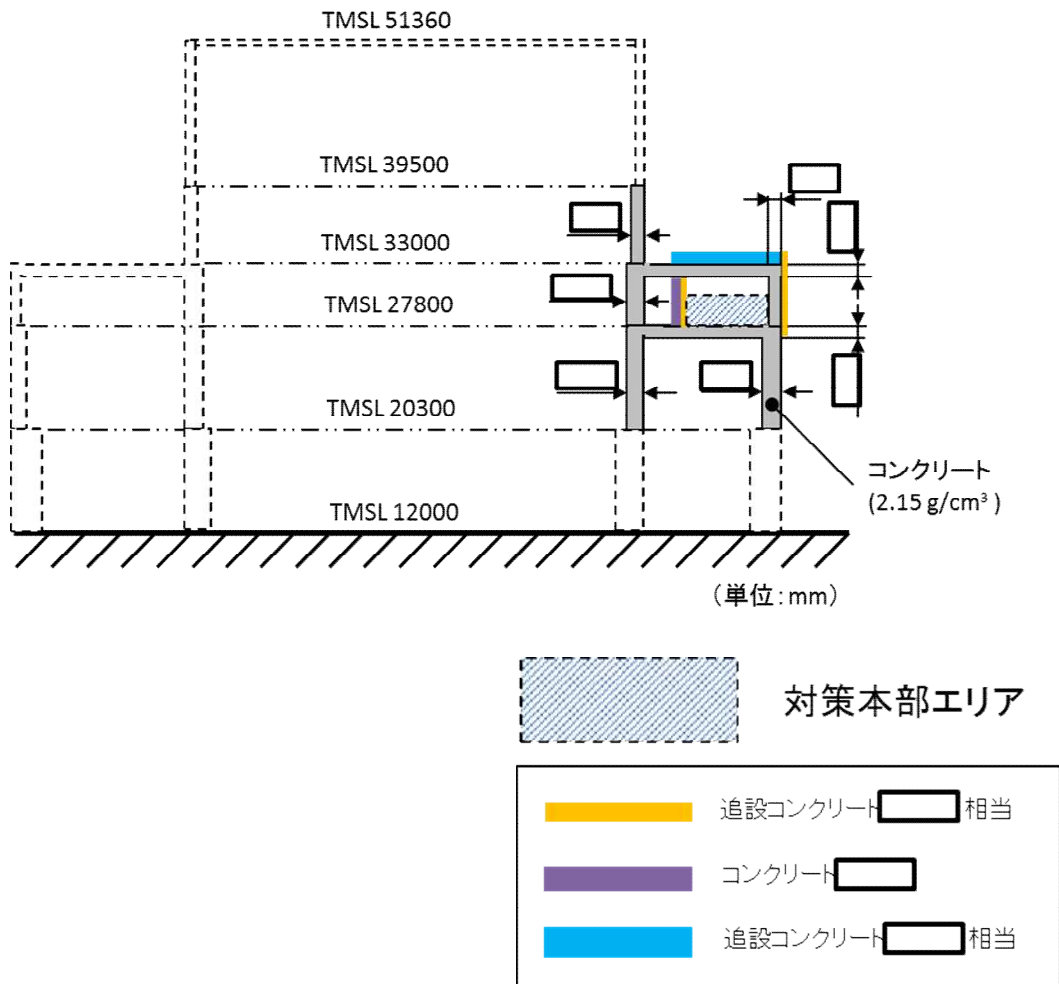 TMSL 51360
TMSL 39500
TMSL 33000
TMSL 27800
TMSL 20300
コンクリート
(2.15 g/cm³ )
TMSL 12000
（単位：mm）
対策本部エリア
追設コンクリート 相当
コンクリート
追設コンクリート 相当